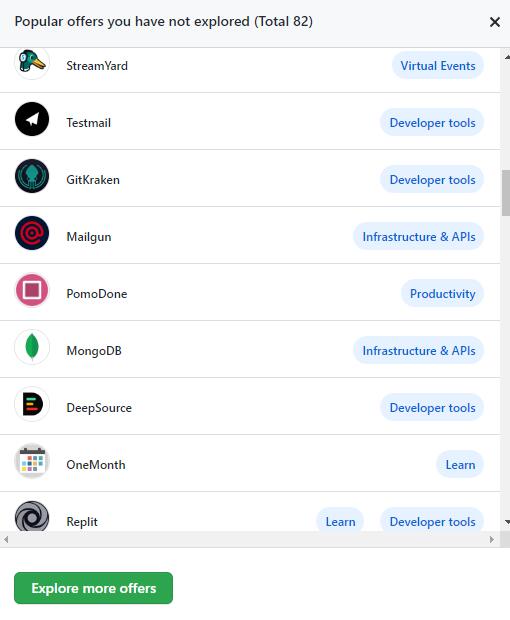 Popular offers you have not explored (Total 82)
StreamYard Virtual Events
Testmail Developer tools
GitKraken Developer tools
Mailgun Infrastructure & APIs
PomoDone Productivity
MongoDB Infrastructure & APIs
DeepSource Developer tools
OneMonth Learn
Replit Learn Developer tools
Explore more offers